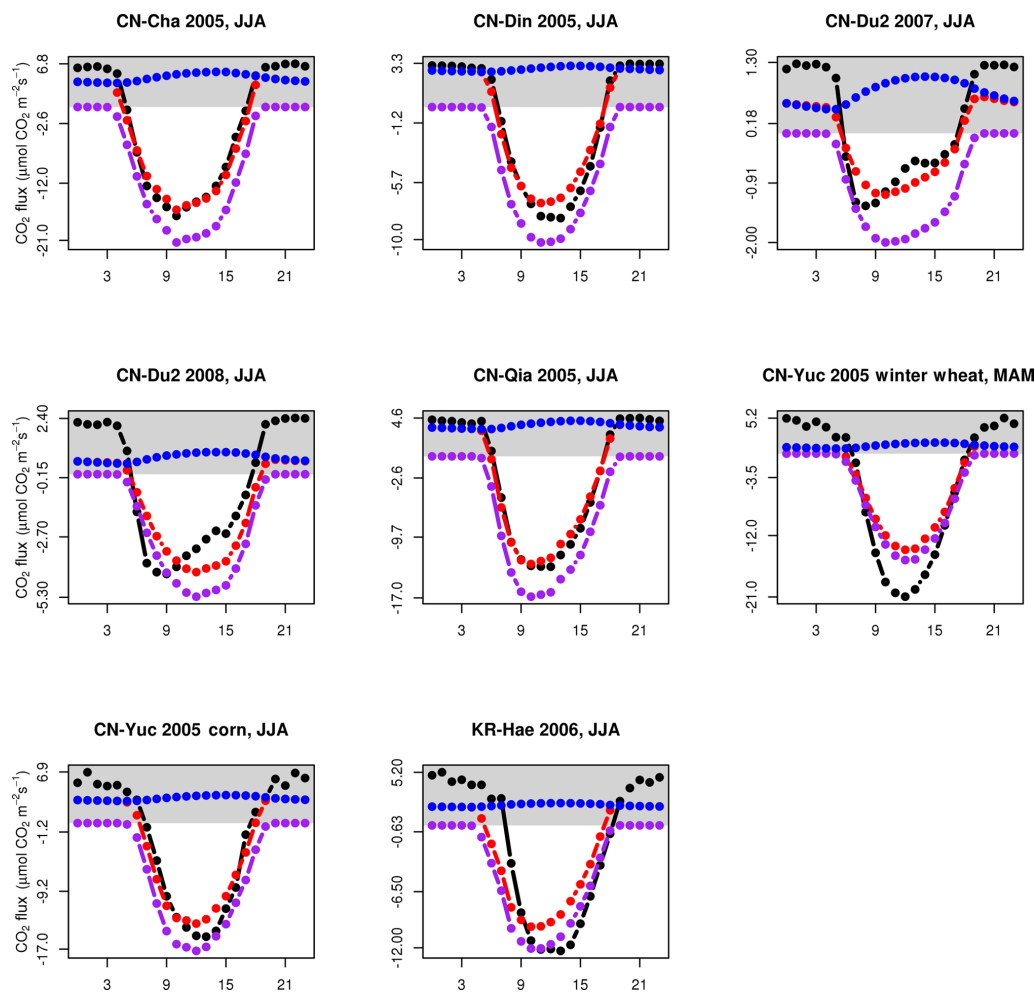 CN-Cha 2005, JJA
CN-Din 2005, JJA
CN-Du2 2007, JJA
CO₂ flux (μmol CO₂ m⁻²s⁻¹)
6.8
-2.6
-12.0
-21.0
3.3
-1.2
-5.7
-10.0
1.30
0.18
-0.91
-2.00
3 9 15 21
3 9 15 21
3 9 15 21
CN-Du2 2008, JJA
CN-Qia 2005, JJA
CN-Yuc 2005 winter wheat, MAM
CO₂ flux (μmol CO₂ m⁻²s⁻¹)
2.40
-0.15
-2.70
-5.30
4.6
-2.6
-9.7
-17.0
5.2
-3.5
-12.0
-21.0
3 9 15 21
3 9 15 21
3 9 15 21
CN-Yuc 2005 corn, JJA
KR-Hae 2006, JJA
CO₂ flux (μmol CO₂ m⁻²s⁻¹)
6.9
-1.2
-9.2
-17.0
5.20
-0.63
-6.50
-12.00
3 9 15 21
3 9 15 21